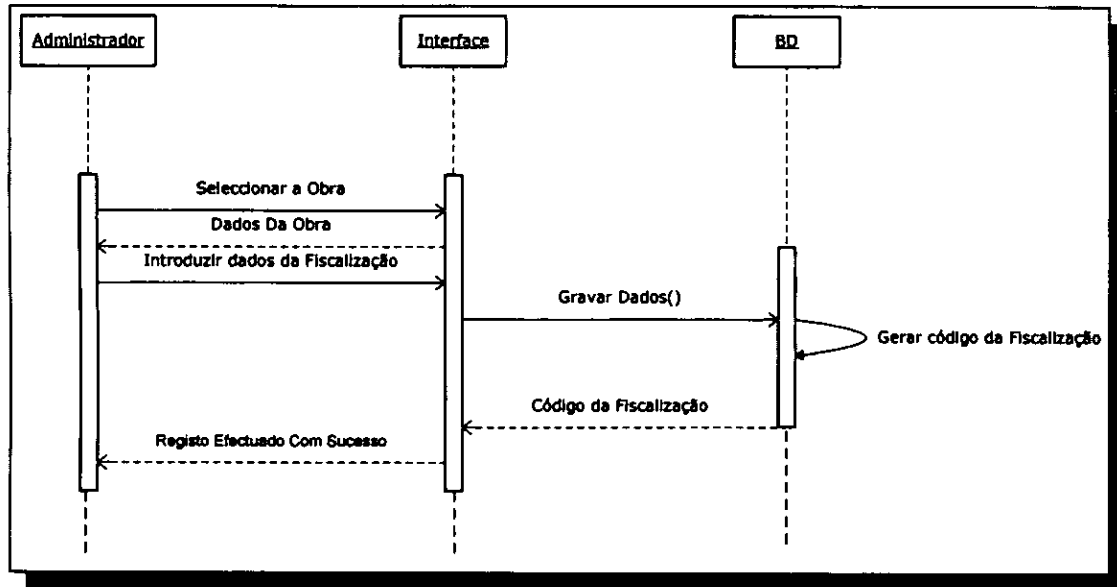 Administrador
Interface
BD
Seleccionar a Obra
Dados Da Obra
Introduzir dados da Fiscalização
Gravar Dados()
Gerar código da Fiscalização
Código da Fiscalização
Registo Efectuado Com Sucesso